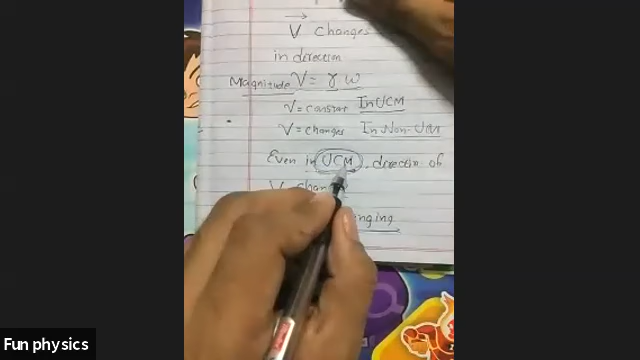 V changes
in direction
Magnitude V = r ω
V = constant In UCM
V = changes In Non-UCM
Even in UCM, direction of
V chan
nging
Fun physics